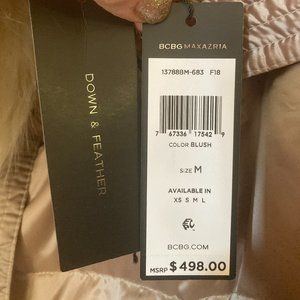 DOWN & FEATHER
BCBGMAXAZRIA
13788BM-683 F18
7 67336 17542 9
COLOR BLUSH
SIZE M
AVAILABLE IN
XS S M L
BCBG.COM
MSRP $498.00